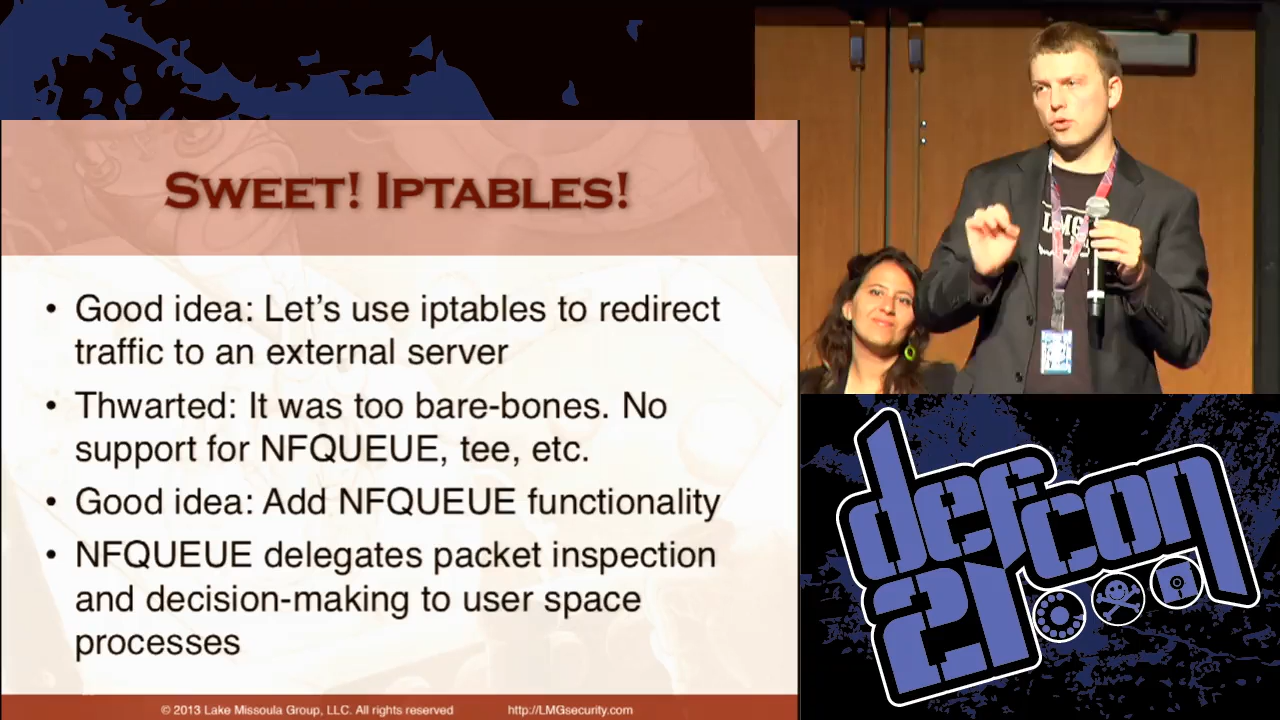 SWEET! IPTABLES!
• Good idea: Let's use iptables to redirect
traffic to an external server
• Thwarted: It was too bare-bones. No
support for NFQUEUE, tee, etc.
• Good idea: Add NFQUEUE functionality
• NFQUEUE delegates packet inspection
and decision-making to user space
processes
© 2013 Lake Missoula Group, LLC. All rights reserved http://LMGsecurity.com
LMG
defcon
21